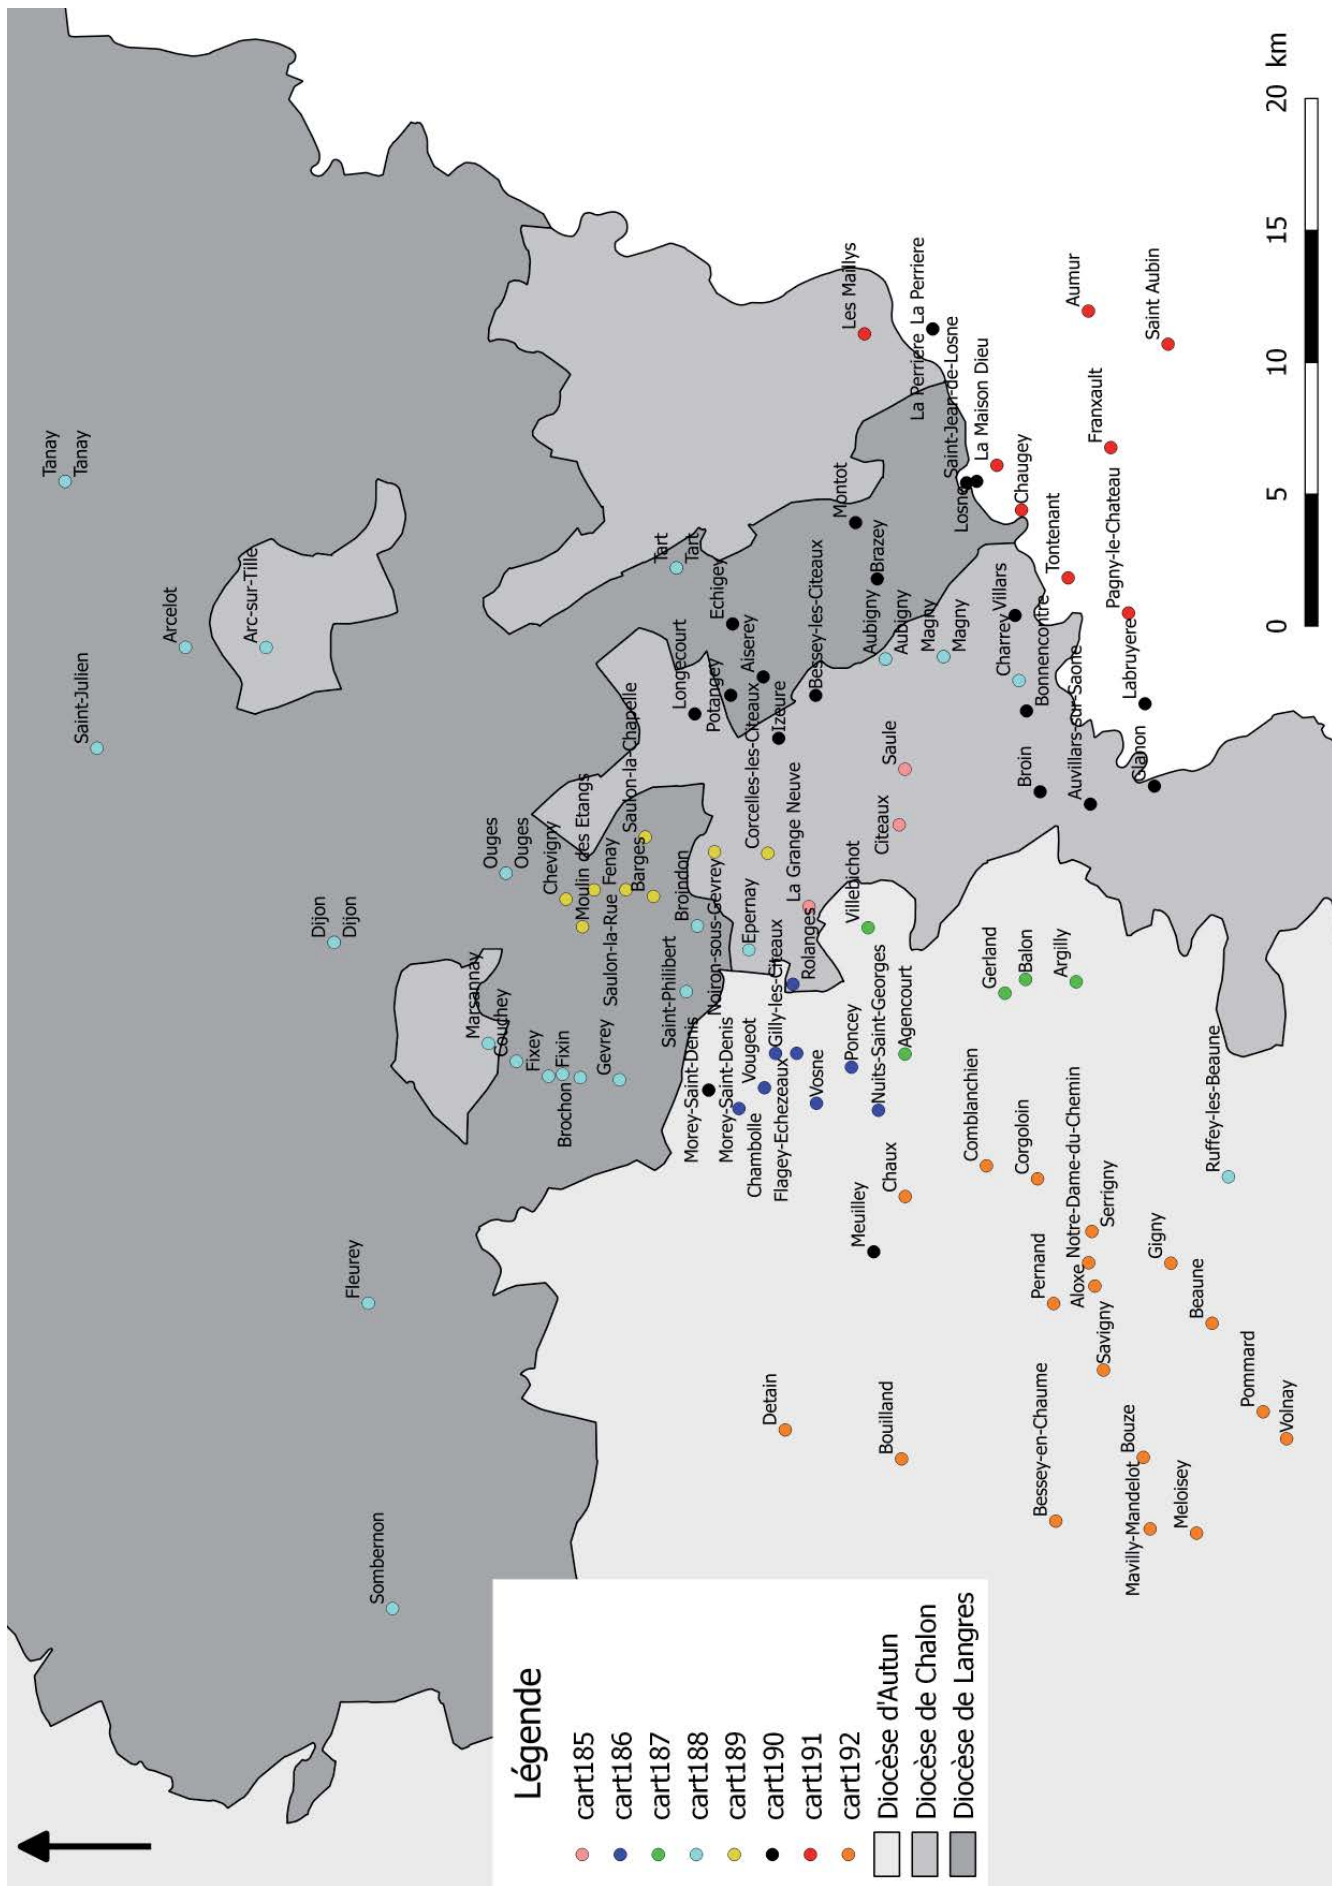 Tanay
Tanay
Saint-Julien
Arcelot
Arc-sur-Tille
Dijon
Dijon
Fleurey
Sombernon
Ouges
Ouges
Marsannay
Couchey
Fixey
Fixin
Brochon
Gevrey
Chevigny
Moulin des Etangs
Fenay
Saulon-la-Chapelle
Barges
Saulon-la-Rue
Broindon
Saint-Philibert
Noiron-sous-Gevrey
Tart
Tart
Longecourt
Potangey
Echigey
Aiserey
Izeure
Corcelles-les-Citeaux
Bessey-les-Citeaux
Epernay
La Grange Neuve
Morey-Saint-Denis
Morey-Saint-Denis
Chambolle
Vougeot
Gilly-les-Citeaux
Flagey-Echezeaux
Vosne
Rolanges
Poncey
Nuits-Saint-Georges
Villebichot
Agencourt
Montot
Brazey
Les Maillys
La Perriere
La Perriere
Saint-Jean-de-Losne
Losne
La Maison Dieu
Chaugey
Aubigny
Aubigny
Magny
Magny
Saule
Citeaux
Charrey
Villars
Bonnencontre
Broin
Auvillars-sur-Saone
Glanon
Labruyere
Pagny-le-Chateau
Tontenant
Franxault
Aumur
Saint Aubin
Gerland
Balon
Argilly
Meuilley
Chaux
Detain
Bouilland
Comblanchien
Corgoloin
Notre-Dame-du-Chemin
Serrigny
Pernand
Aloxe
Savigny
Gigny
Beaune
Ruffey-les-Beaune
Bessey-en-Chaume
Bouze
Mavilly-Mandelot
Meloisey
Pommard
Volnay
0 5 10 15 20 km
Légende
cart185
cart186
cart187
cart188
cart189
cart190
cart191
cart192
Diocèse d'Autun
Diocèse de Chalon
Diocèse de Langres